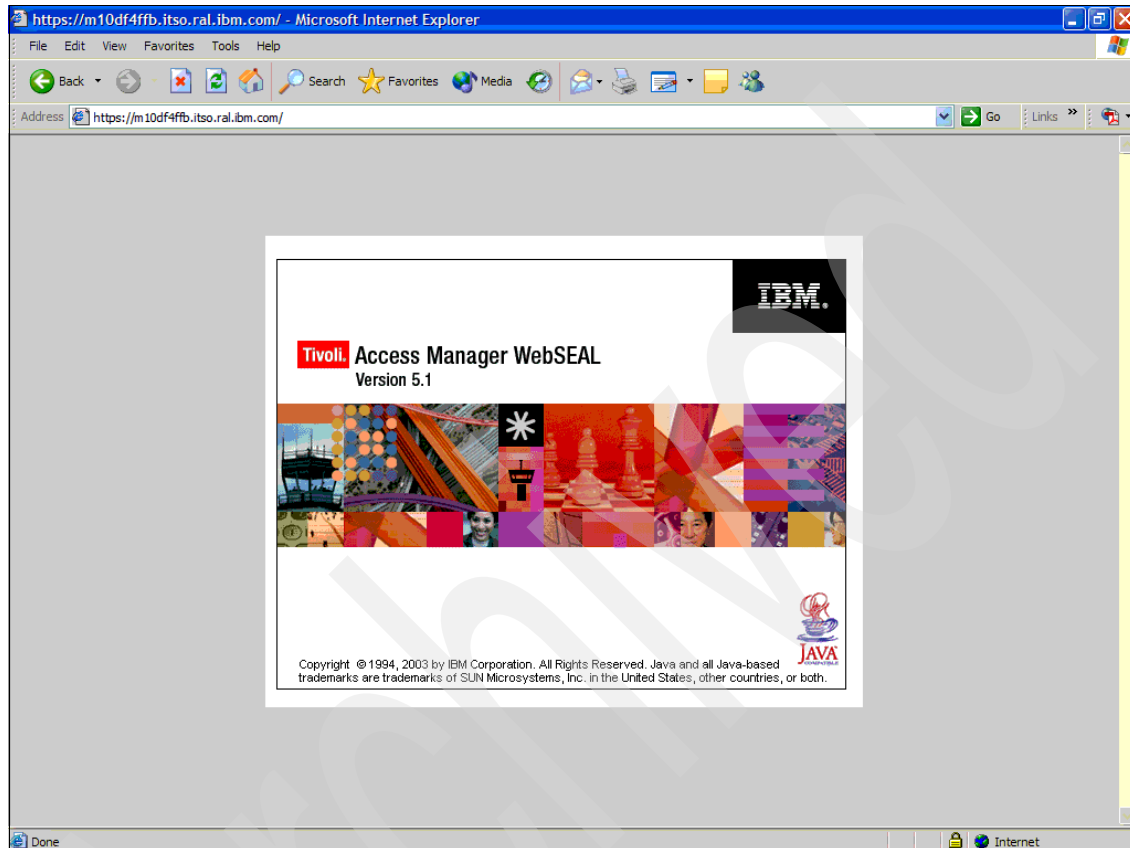 https://m10df4ffb.itso.ral.ibm.com/ - Microsoft Internet Explorer
File Edit View Favorites Tools Help
Back Search Favorites Media
Address https://m10df4ffb.itso.ral.ibm.com/ Go Links »
IBM.
Tivoli. Access Manager WebSEAL
Version 5.1
JAVA
COMPATIBLE
Copyright © 1994, 2003 by IBM Corporation. All Rights Reserved. Java and all Java-based
trademarks are trademarks of SUN Microsystems, Inc. in the United States, other countries, or both.
Done Internet
Archived